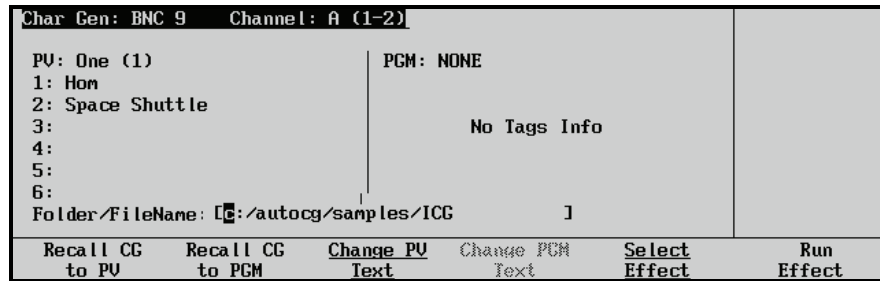 Char Gen: BNC 9 Channel: A (1-2)
PV: One (1) PGM: NONE
1: Hom
2: Space Shuttle
3: No Tags Info
4:
5:
6:
Folder/FileName: [c:/autocg/samples/ICG ]
Recall CG Recall CG Change PV Change PGM Select Run
to PV to PGM Text Text Effect Effect